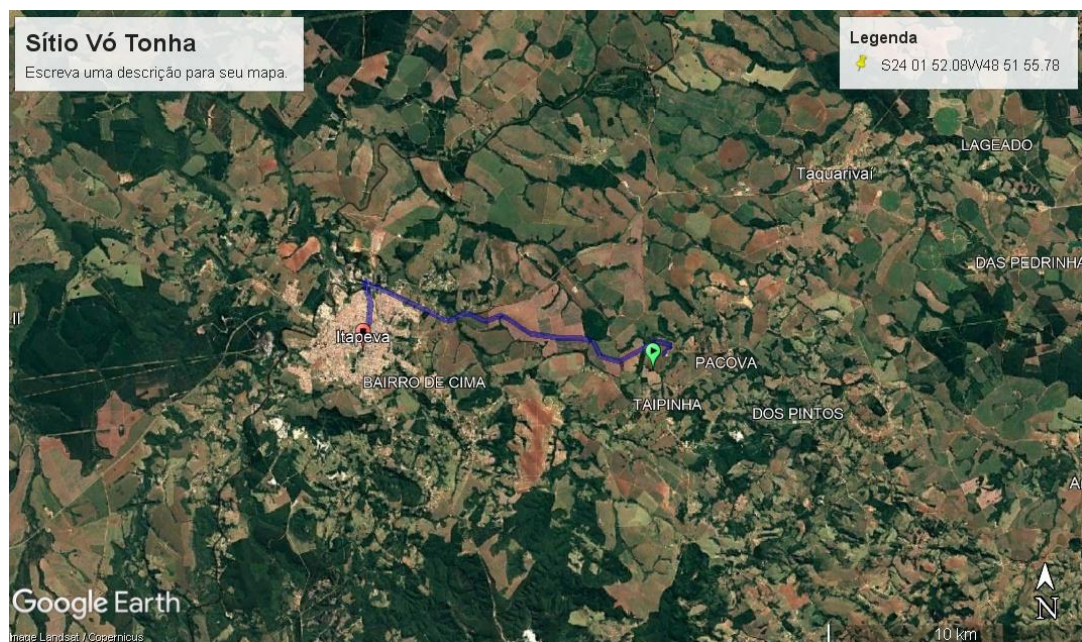 Sítio Vó Tonha
Escreva uma descrição para seu mapa.
Legenda
S24 01 52.08W48 51 55.78
LAGEADO
Taquarivaí
DAS PEDRINHA
II
Itapeva
PACOVA
BAIRRO DE CIMA
TAIPINHA
DOS PINTOS
A
N
Google Earth
Image Landsat / Copernicus
10 km